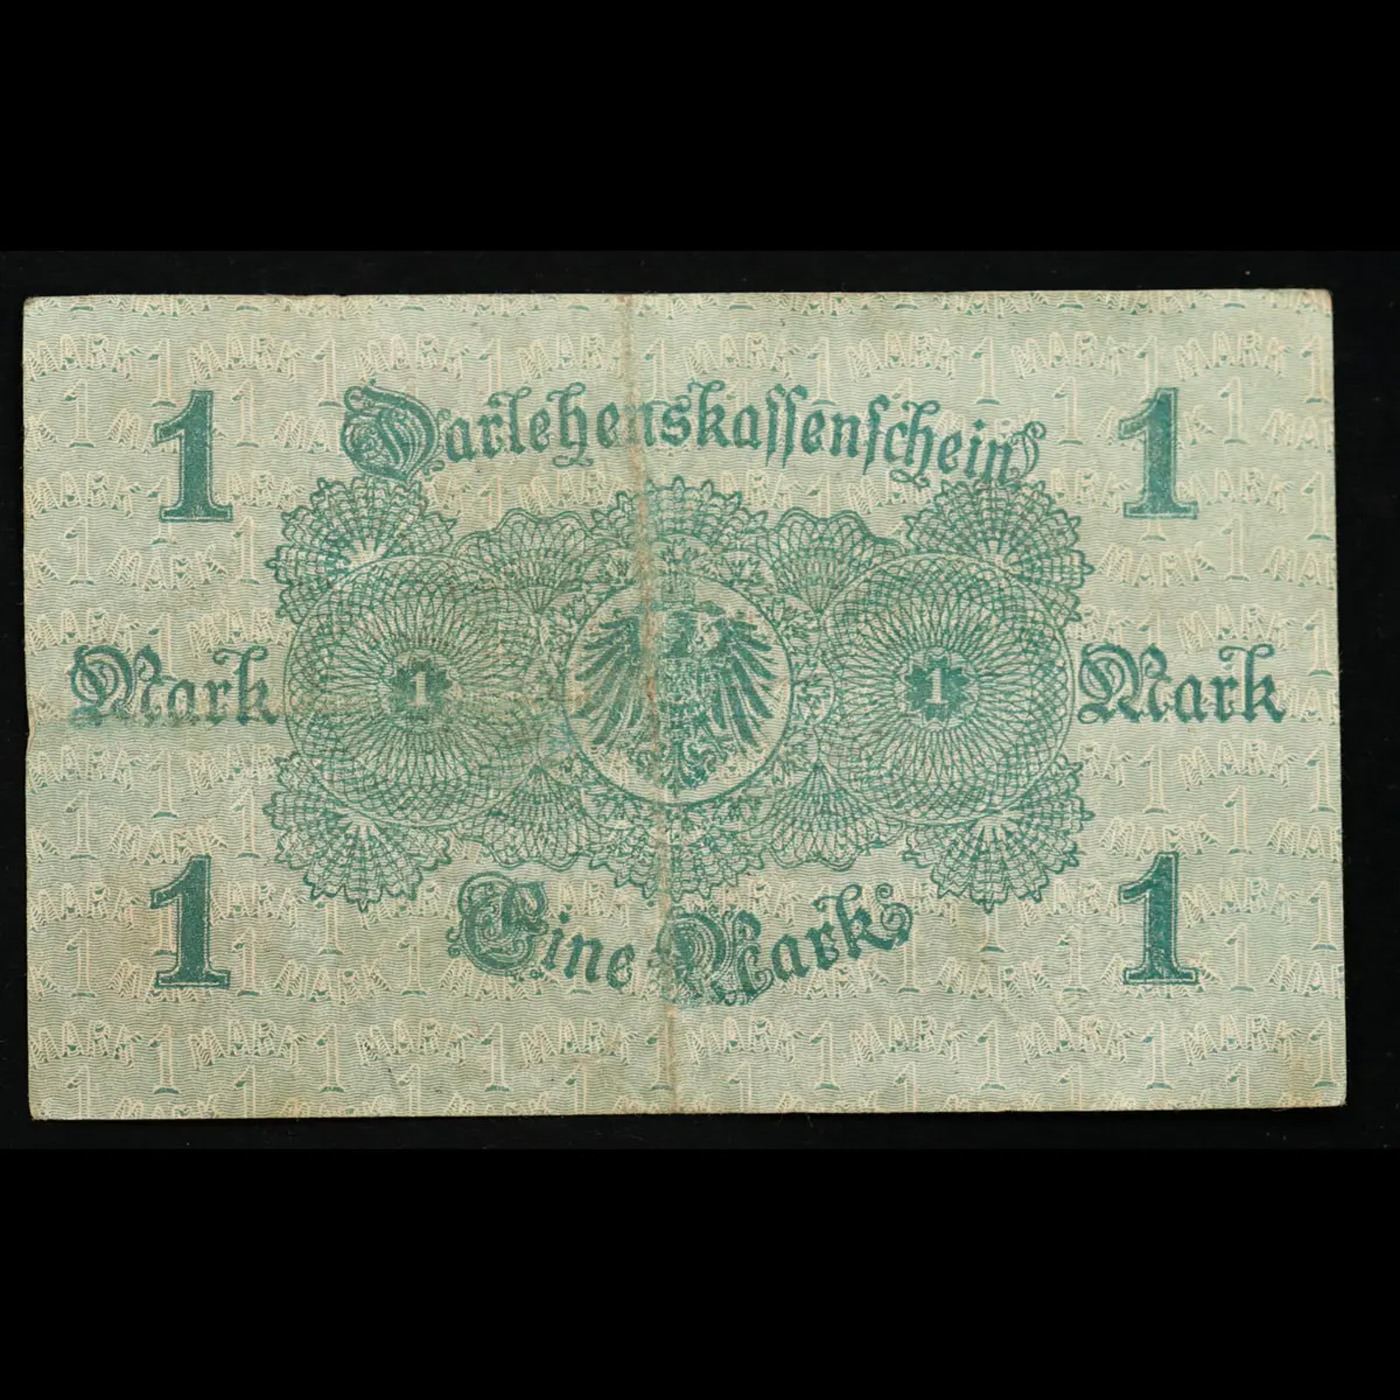 1 Darlehenskassenschein 1
Mark 1 1 Mark
1 Eine Mark 1